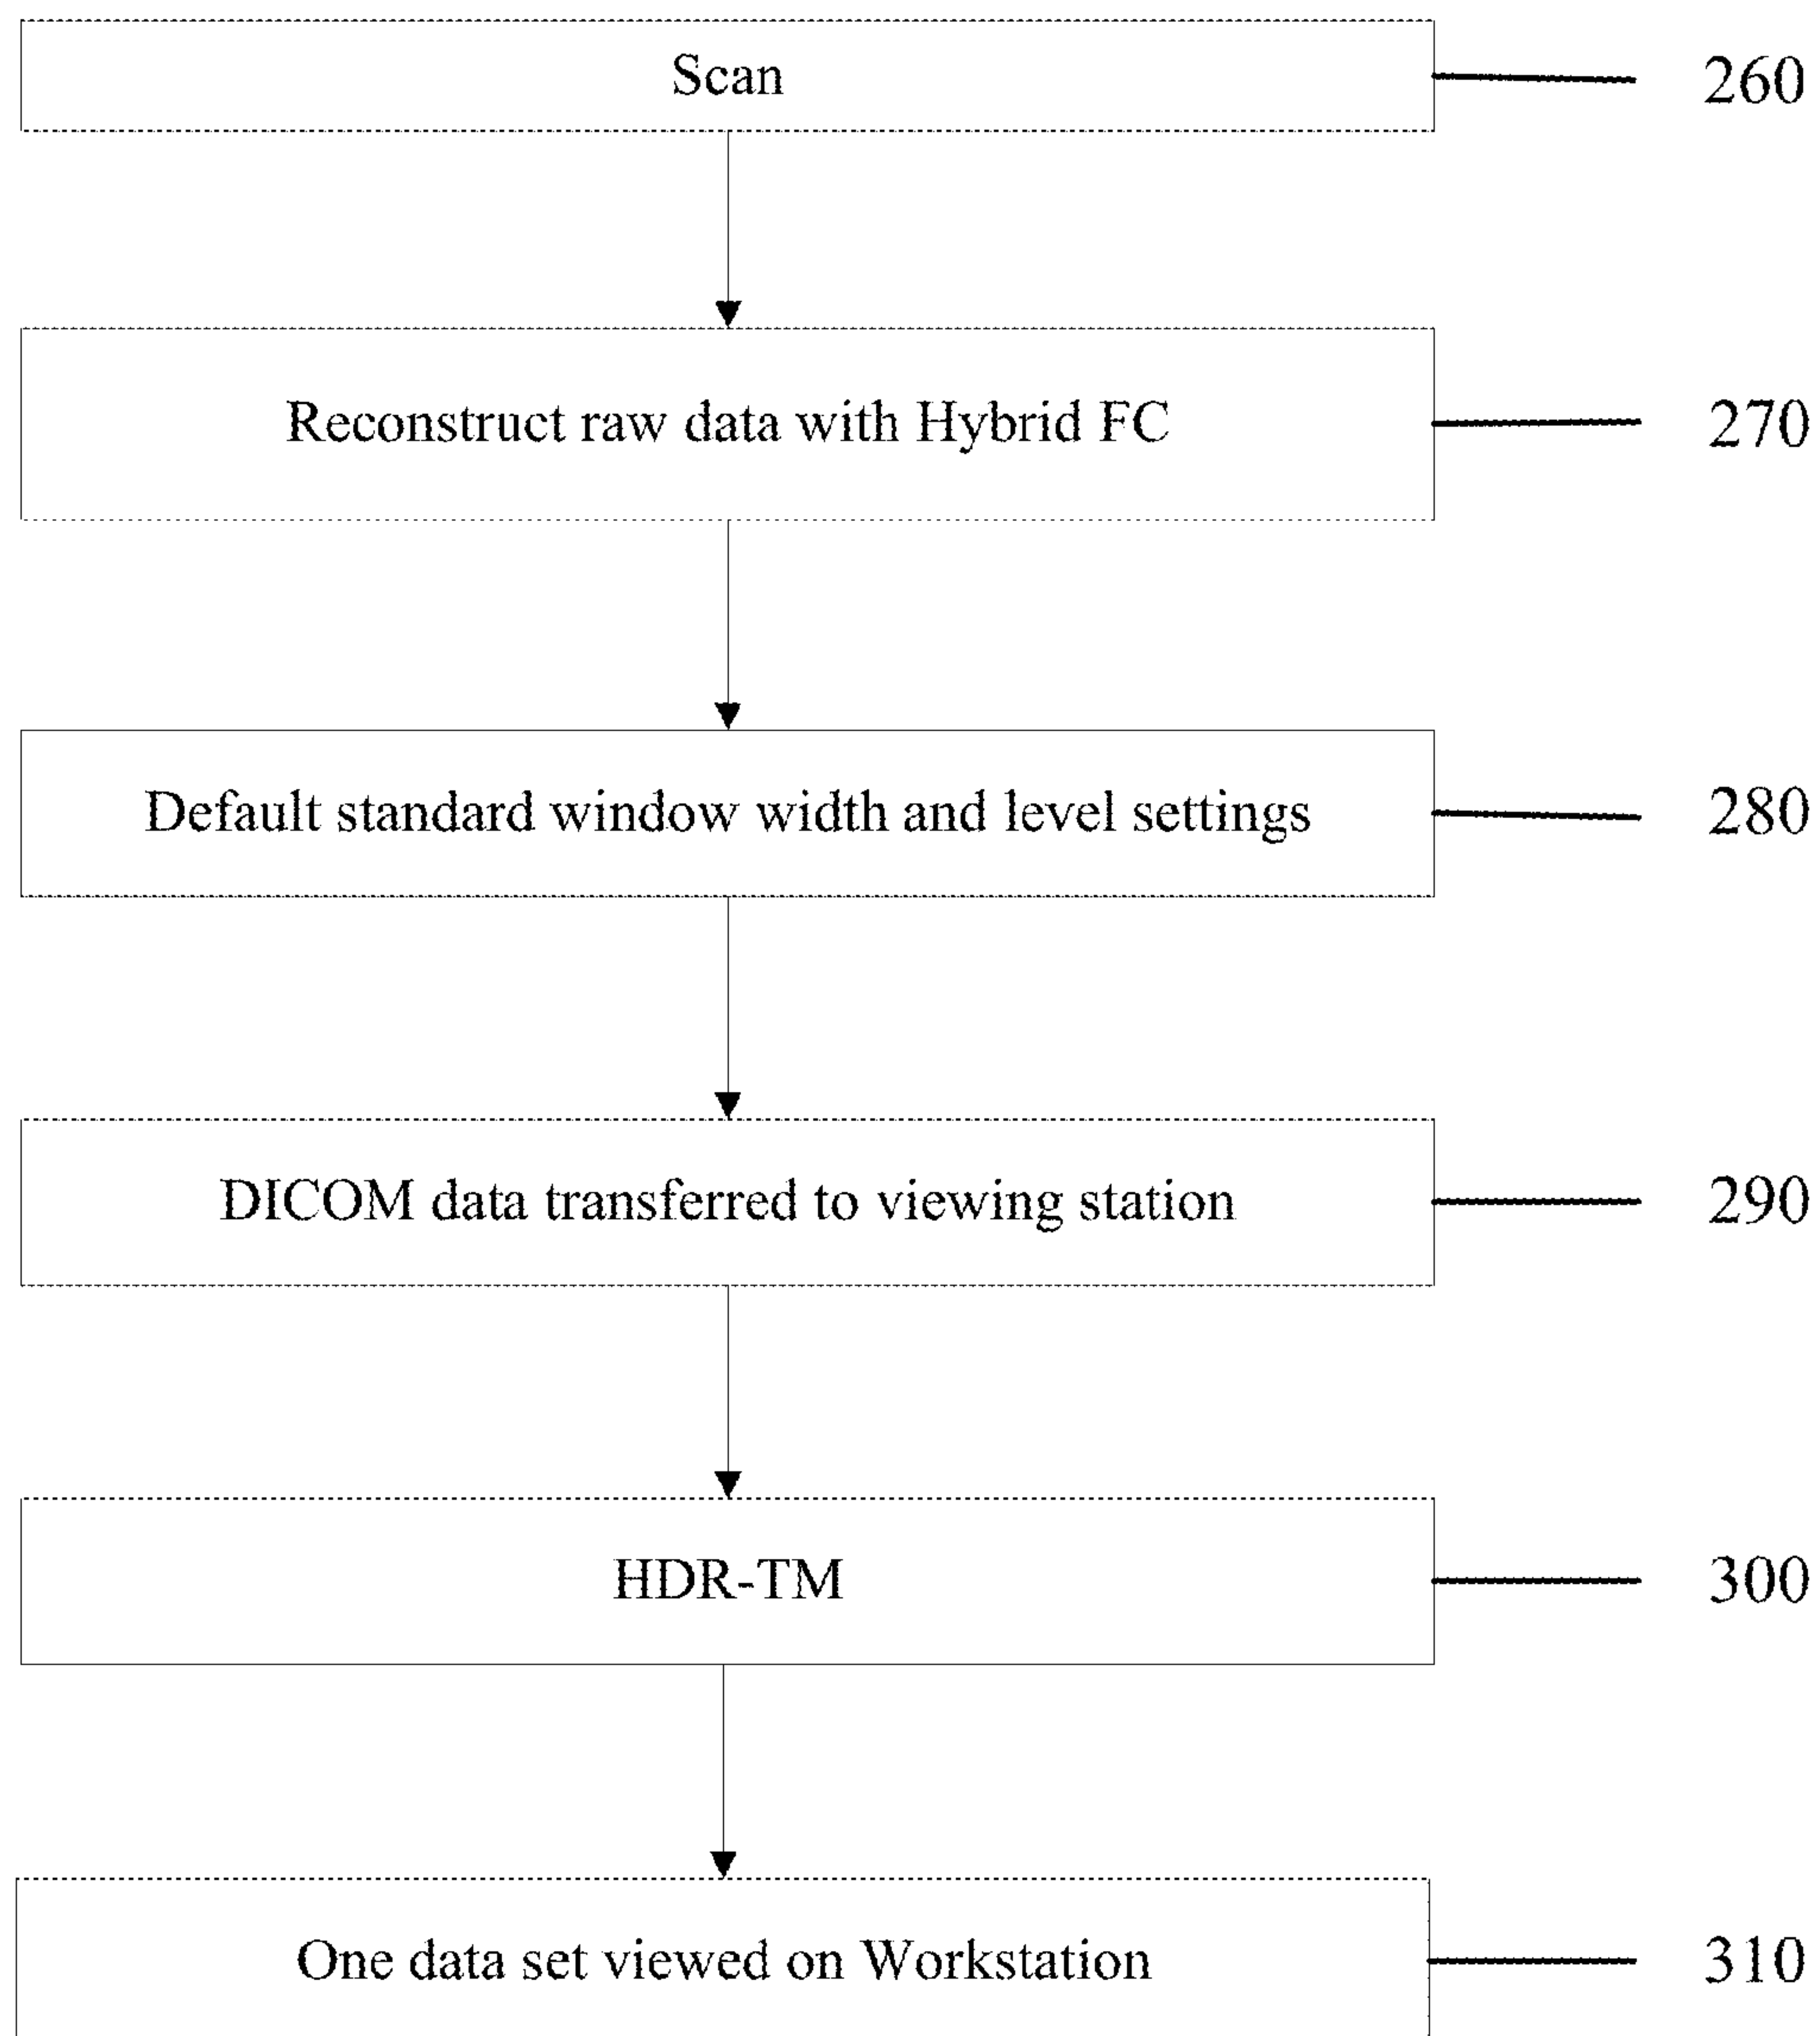 Scan
260
Reconstruct raw data with Hybrid FC
270
Default standard window width and level settings
280
DICOM data transferred to viewing station
290
HDR-TM
300
One data set viewed on Workstation
310